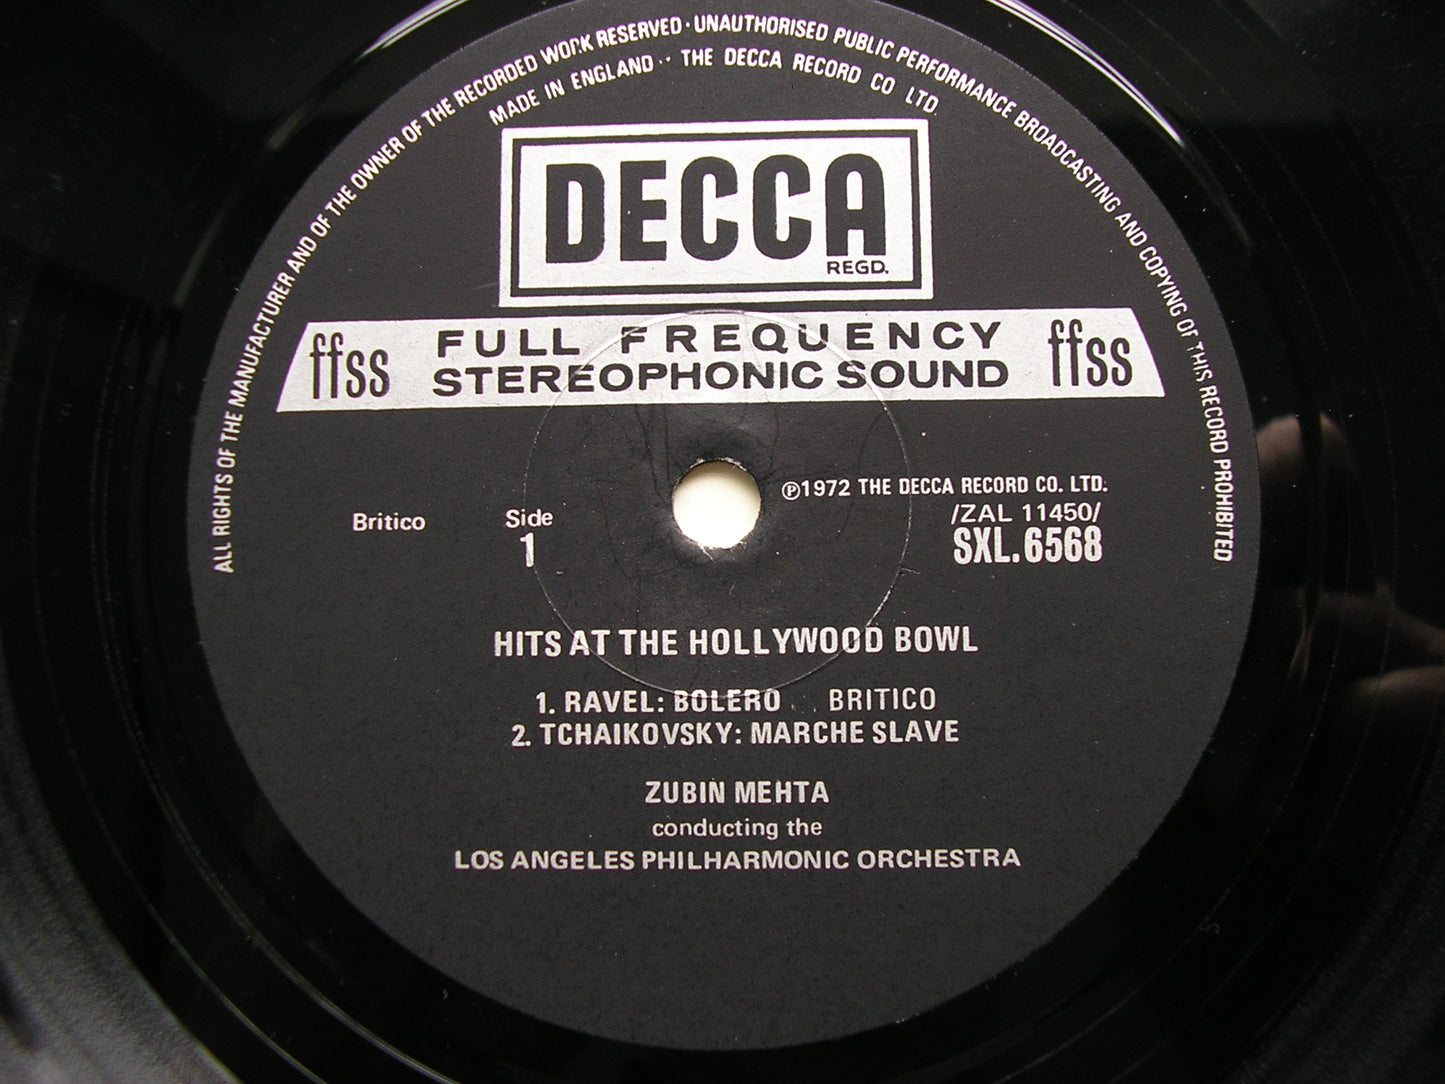 ALL RIGHTS OF THE MANUFACTURER AND OF THE OWNER OF THE RECORDED WORK RESERVED · UNAUTHORISED PUBLIC PERFORMANCE BROADCASTING AND COPYING OF THIS RECORD PROHIBITED
MADE IN ENGLAND · · THE DECCA RECORD CO LTD.
DECCA
REGD.
ffss FULL FREQUENCY ffss
STEREOPHONIC SOUND
℗1972 THE DECCA RECORD CO. LTD.
Britico Side /ZAL 11450/
1 SXL.6568
HITS AT THE HOLLYWOOD BOWL
1. RAVEL: BOLERO . . BRITICO
2. TCHAIKOVSKY: MARCHE SLAVE
ZUBIN MEHTA
conducting the
LOS ANGELES PHILHARMONIC ORCHESTRA